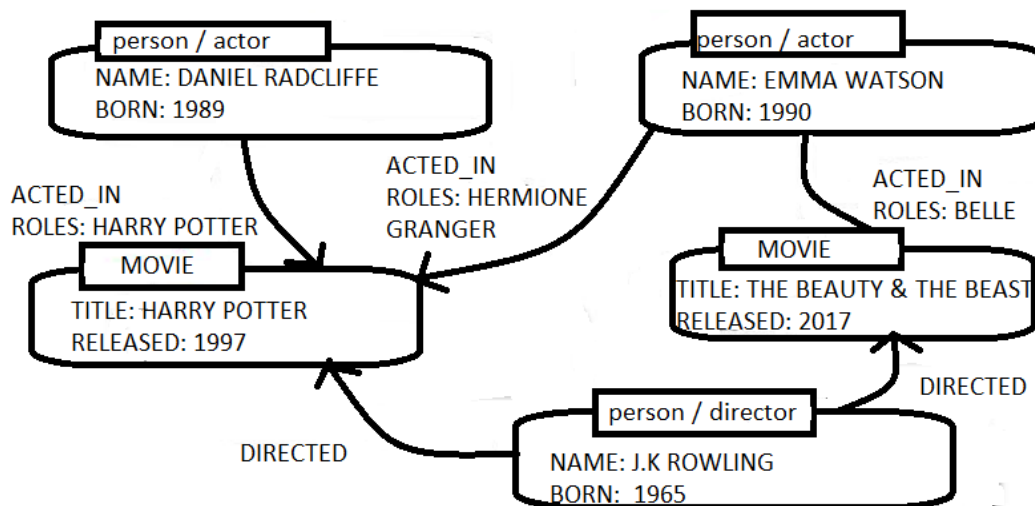 person / actor
NAME: DANIEL RADCLIFFE
BORN: 1989
person / actor
NAME: EMMA WATSON
BORN: 1990
ACTED_IN
ROLES: HARRY POTTER
ACTED_IN
ROLES: HERMIONE
GRANGER
ACTED_IN
ROLES: BELLE
MOVIE
TITLE: HARRY POTTER
RELEASED: 1997
MOVIE
TITLE: THE BEAUTY & THE BEAST
RELEASED: 2017
DIRECTED
DIRECTED
person / director
NAME: J.K ROWLING
BORN: 1965